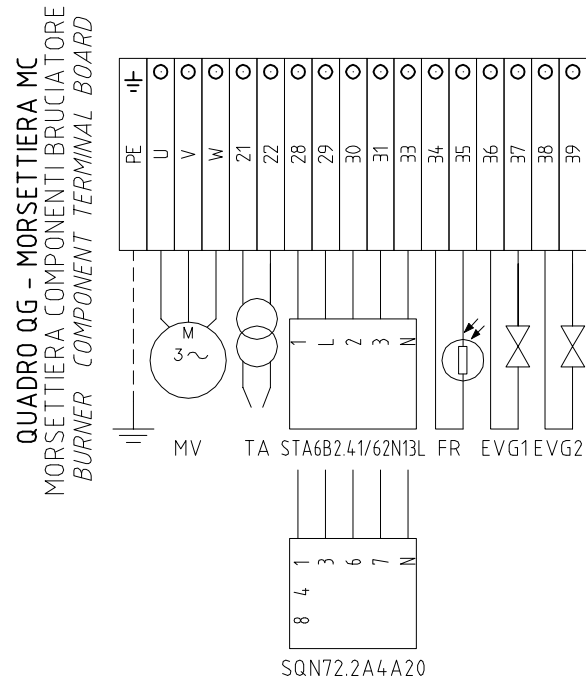 QUADRO QG - MORSETTIERA MC
MORSETTIERA COMPONENTI BRUCIATORE
BURNER COMPONENT TERMINAL BOARD
PE U V W 21 22 28 29 30 31 33 34 35 36 37 38 39
M
3~
1 L 2 3 N
MV TA STA6B2.41/62N13L FR EVG1 EVG2
1 3 6 7 N
8 4
SQN72.2A4A20